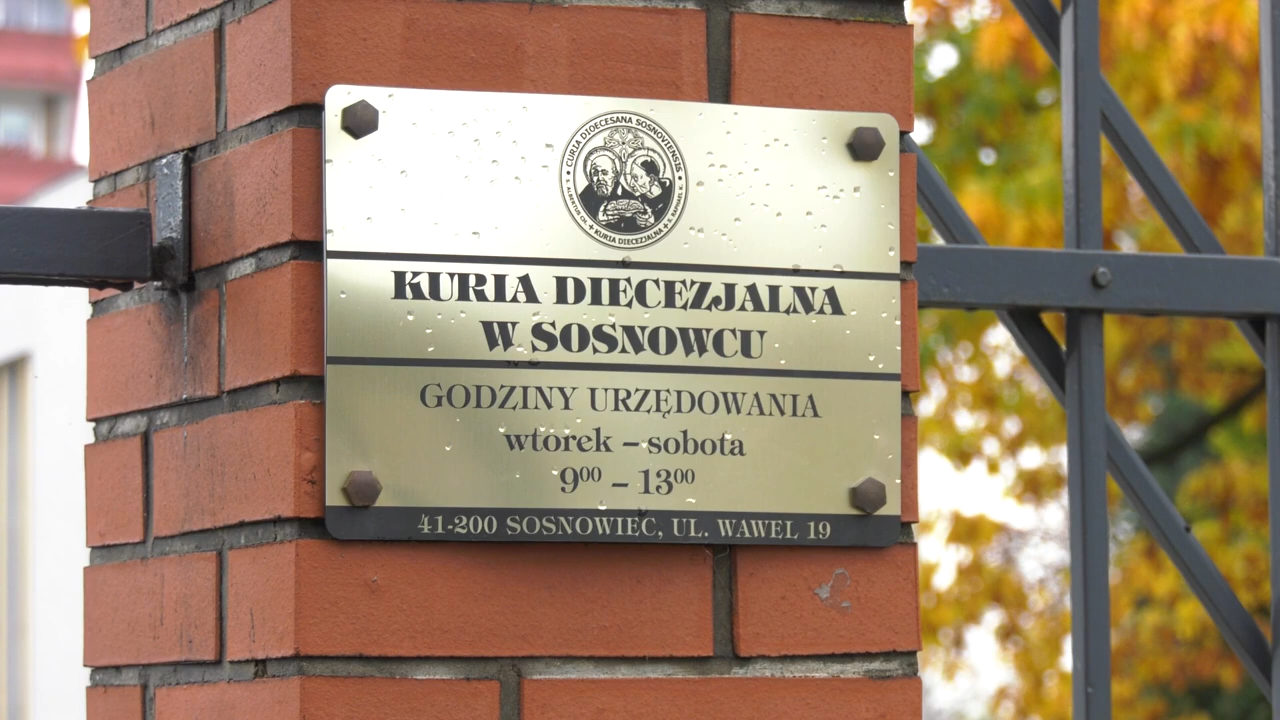 CURIA DIOECESANA SOSNOVIENSIS
KURIA DIECEZJALNA
KURIA DIECEZJALNA
W SOSNOWCU
GODZINY URZĘDOWANIA
wtorek – sobota
9⁰⁰ – 13⁰⁰
41-200 SOSNOWIEC, UL. WAWEL 19